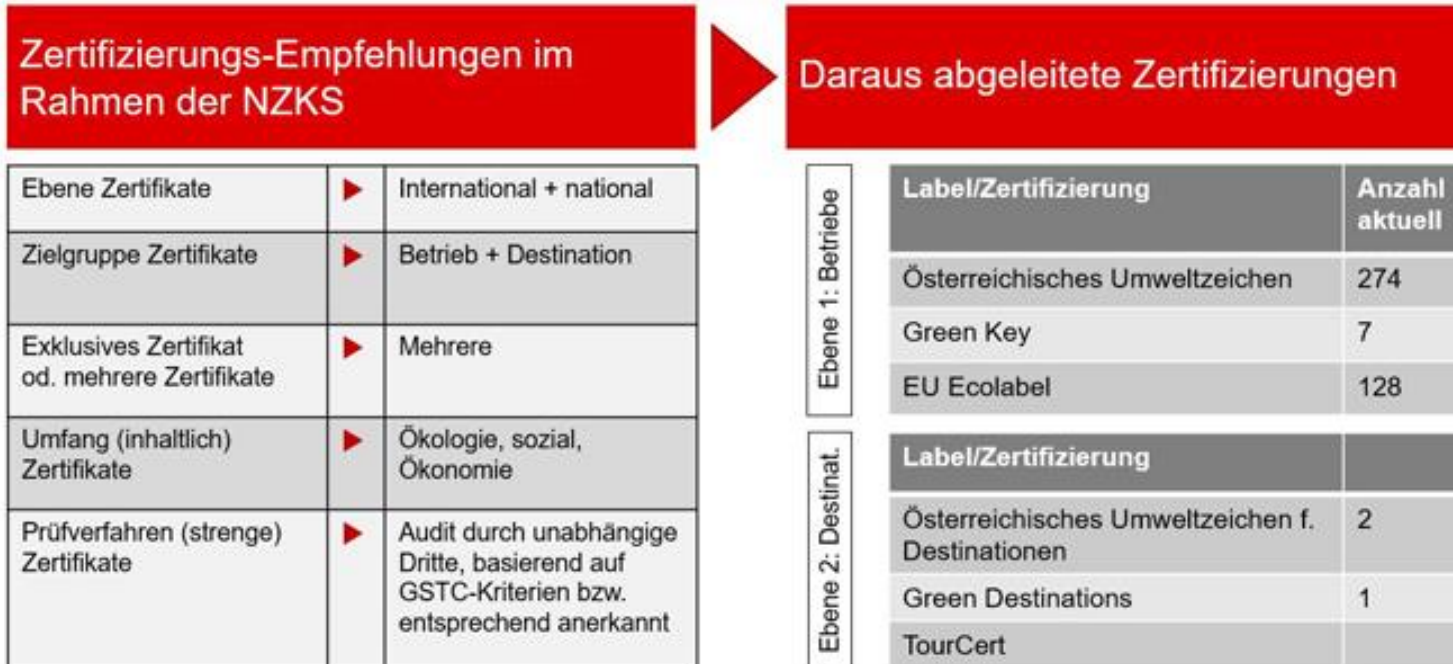 Zertifizierungs-Empfehlungen im
Rahmen der NZKS
Daraus abgeleitete Zertifizierungen
Ebene Zertifikate ▶ International + national
Zielgruppe Zertifikate ▶ Betrieb + Destination
Exklusives Zertifikat
od. mehrere Zertifikate ▶ Mehrere
Umfang (inhaltlich)
Zertifikate ▶ Ökologie, sozial,
Ökonomie
Prüfverfahren (strenge)
Zertifikate ▶ Audit durch unabhängige
Dritte, basierend auf
GSTC-Kriterien bzw.
entsprechend anerkannt
Ebene 1: Betriebe
Label/Zertifizierung Anzahl
aktuell
Österreichisches Umweltzeichen 274
Green Key 7
EU Ecolabel 128
Ebene 2: Destinat.
Label/Zertifizierung
Österreichisches Umweltzeichen f.
Destinationen 2
Green Destinations 1
TourCert